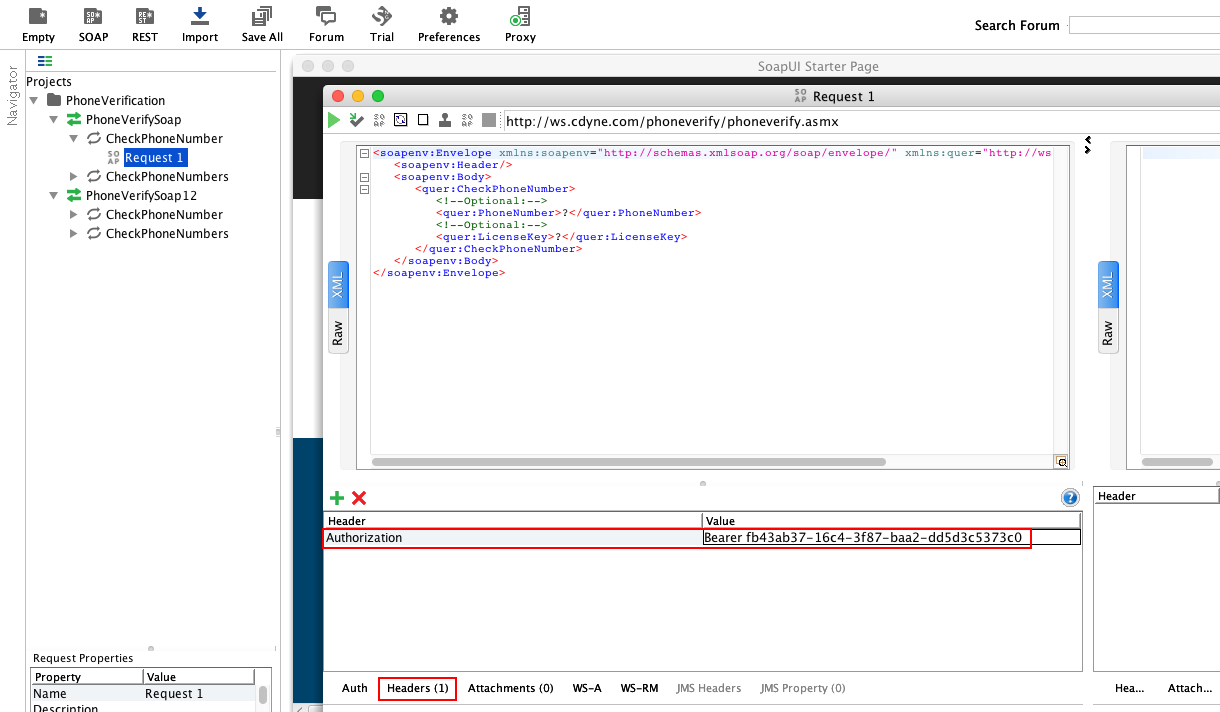 Empty SOAP REST Import Save All Forum Trial Preferences Proxy Search Forum
Navigator
Projects
PhoneVerification
PhoneVerifySoap
CheckPhoneNumber
Request 1
CheckPhoneNumbers
PhoneVerifySoap12
CheckPhoneNumber
CheckPhoneNumbers
Request Properties
Property Value
Name Request 1
Description
SoapUI Starter Page
Request 1
http://ws.cdyne.com/phoneverify/phoneverify.asmx
<soapenv:Envelope xmlns:soapenv="http://schemas.xmlsoap.org/soap/envelope/" xmlns:quer="http://ws
<soapenv:Header/>
<soapenv:Body>
<quer:CheckPhoneNumber>
<!--Optional:-->
<quer:PhoneNumber>?</quer:PhoneNumber>
<!--Optional:-->
<quer:LicenseKey>?</quer:LicenseKey>
</quer:CheckPhoneNumber>
</soapenv:Body>
</soapenv:Envelope>
XML
Raw
XML
Raw
Header Value
Authorization Bearer fb43ab37-16c4-3f87-baa2-dd5d3c5373c0
Header
Auth Headers (1) Attachments (0) WS-A WS-RM JMS Headers JMS Property (0)
Hea... Attach...